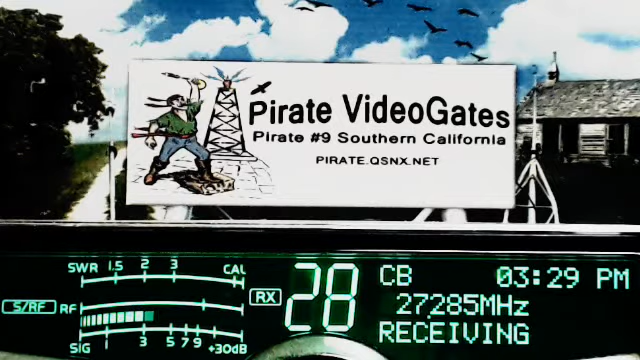 Pirate VideoGates
Pirate #9 Southern California
PIRATE.QSNX.NET
SWR 1.5 2 3 CAL
S/RF RF RX 28 CB 03:29 PM
27285MHz
RECEIVING
SIG 3 5 7 9 +30dB